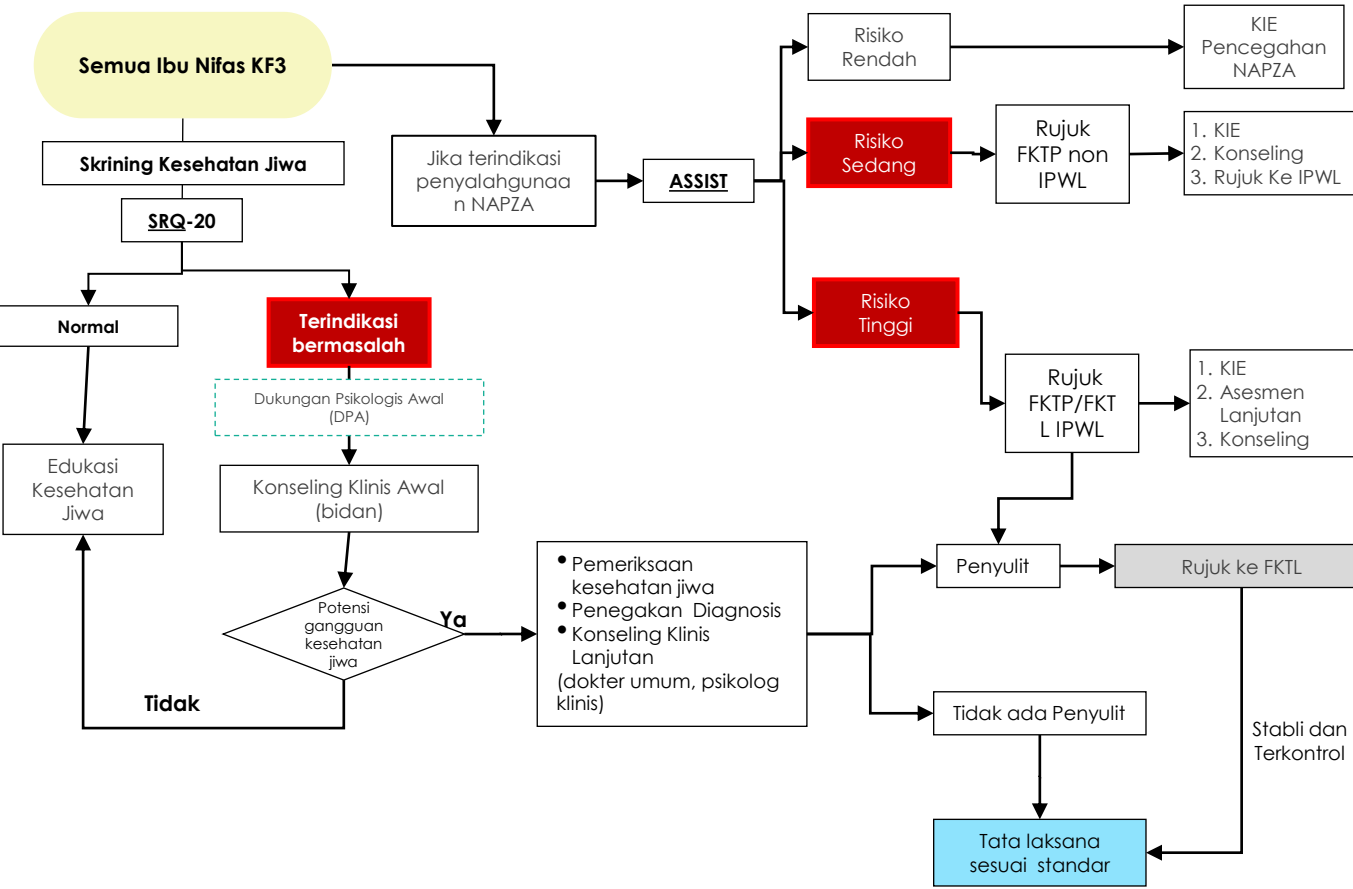 Semua Ibu Nifas KF3
Skrining Kesehatan Jiwa
SRQ-20
Normal
Terindikasi
bermasalah
Dukungan Psikologis Awal
(DPA)
Edukasi
Kesehatan
Jiwa
Konseling Klinis Awal
(bidan)
Potensi
gangguan
kesehatan
jiwa
Ya
Tidak
• Pemeriksaan
kesehatan jiwa
• Penegakan Diagnosis
• Konseling Klinis
Lanjutan
(dokter umum, psikolog
klinis)
Jika terindikasi
penyalahgunaa
n NAPZA
ASSIST
Risiko
Rendah
KIE
Pencegahan
NAPZA
Risiko
Sedang
Rujuk
FKTP non
IPWL
1. KIE
2. Konseling
3. Rujuk Ke IPWL
Risiko
Tinggi
Rujuk
FKTP/FKT
L IPWL
1. KIE
2. Asesmen
Lanjutan
3. Konseling
Penyulit
Rujuk ke FKTL
Tidak ada Penyulit
Stabli dan
Terkontrol
Tata laksana
sesuai standar